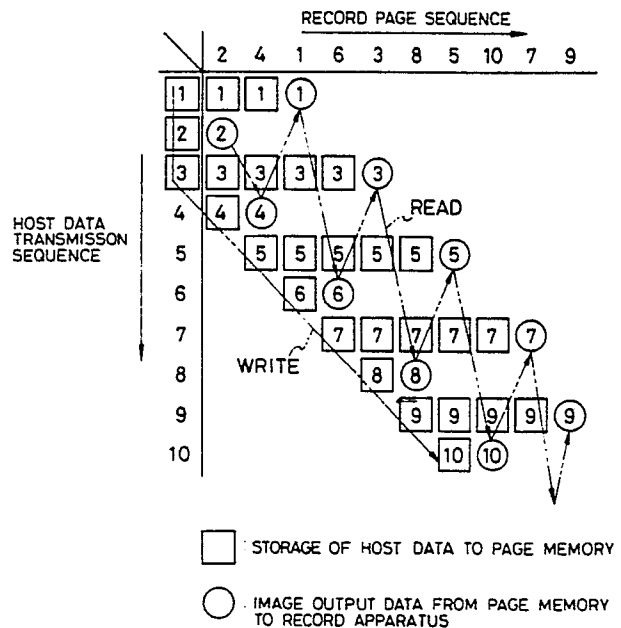 RECORD PAGE SEQUENCE
2 4 1 6 3 8 5 10 7 9
1 1 1 1
2 2
3 3 3 3 3 3
HOST DATA
TRANSMISSON
SEQUENCE
4 4 4
READ
5 5 5 5 5 5 5
6 6 6
7 7 7 7 7 7 7
WRITE
8 8 8
9 9 9 9 9 9
10 10 10
: STORAGE OF HOST DATA TO PAGE MEMORY
: IMAGE OUTPUT DATA FROM PAGE MEMORY
TO RECORD APPARATUS